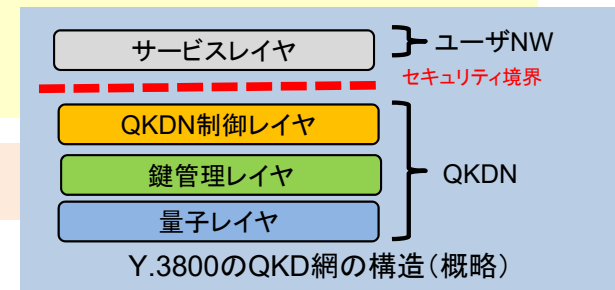 サービスレイヤ
ユーザNW
セキュリティ境界
QKDN制御レイヤ
鍵管理レイヤ
QKDN
量子レイヤ
Y.3800のQKD網の構造(概略)